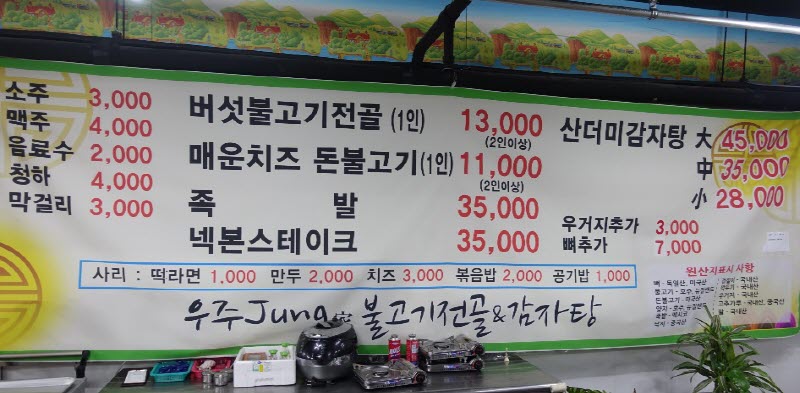 소주 3,000
맥주 4,000
음료수 2,000
청하 4,000
막걸리 3,000
버섯불고기전골 (1인) 13,000
(2인이상)
매운치즈 돈불고기(1인) 11,000
(2인이상)
족 발 35,000
넥본스테이크 35,000
산더미감자탕 大 45,000
中 35,000
小 28,000
우거지추가 3,000
뼈추가 7,000
사리 : 떡라면 1,000 만두 2,000 치즈 3,000 볶음밥 2,000 공기밥 1,000
우주Jung 불고기전골&감자탕
원산지표시사항